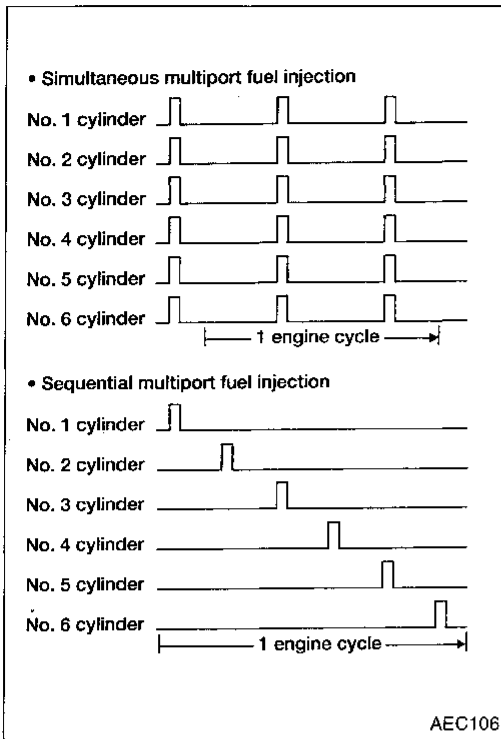 • Simultaneous multiport fuel injection
No. 1 cylinder
No. 2 cylinder
No. 3 cylinder
No. 4 cylinder
No. 5 cylinder
No. 6 cylinder
1 engine cycle
• Sequential multiport fuel injection
No. 1 cylinder
No. 2 cylinder
No. 3 cylinder
No. 4 cylinder
No. 5 cylinder
No. 6 cylinder
1 engine cycle
AEC106